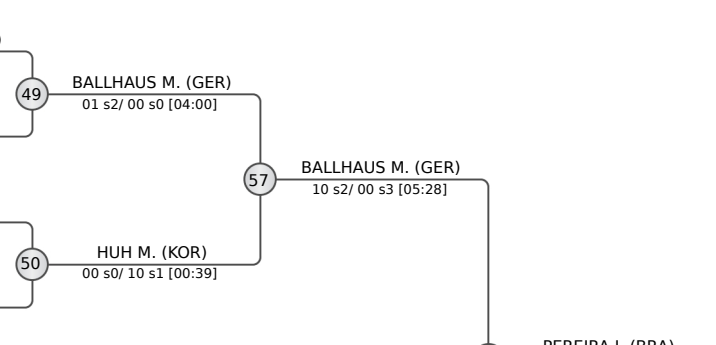 49
BALLHAUS M. (GER)
01 s2/ 00 s0 [04:00]
57
BALLHAUS M. (GER)
10 s2/ 00 s3 [05:28]
50
HUH M. (KOR)
00 s0/ 10 s1 [00:39]